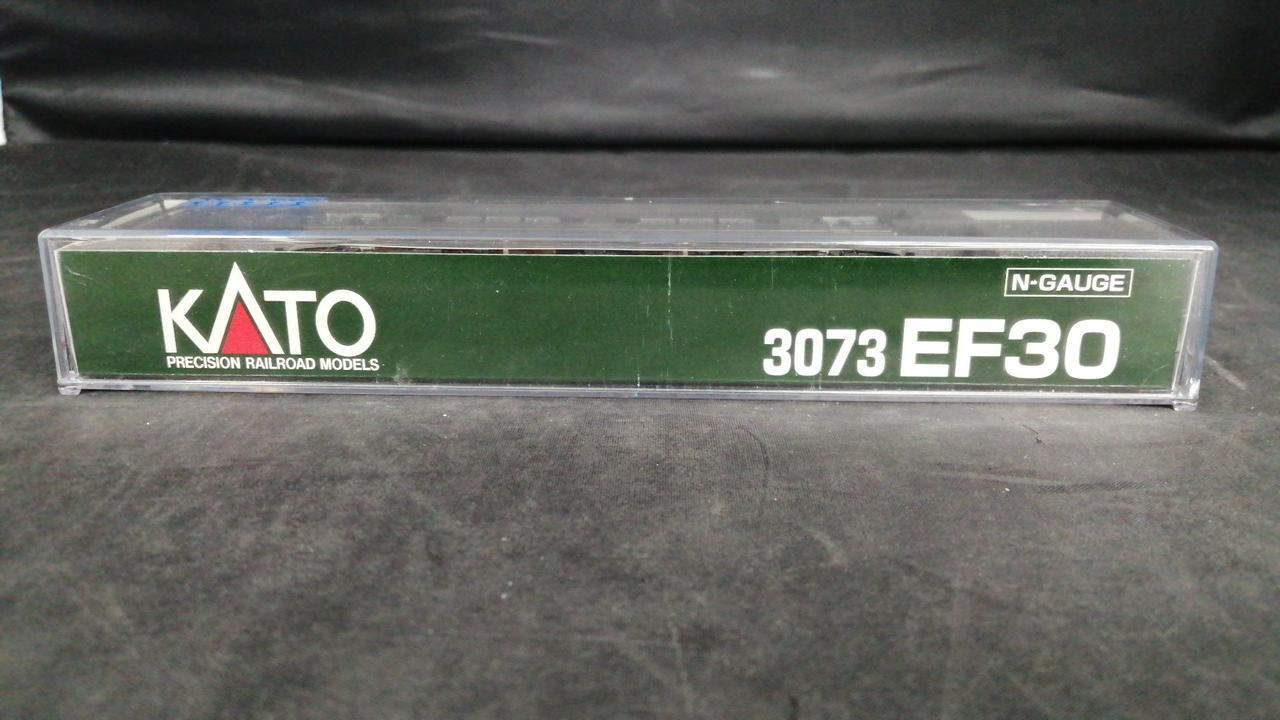 KATO
PRECISION RAILROAD MODELS
N-GAUGE
3073 EF30